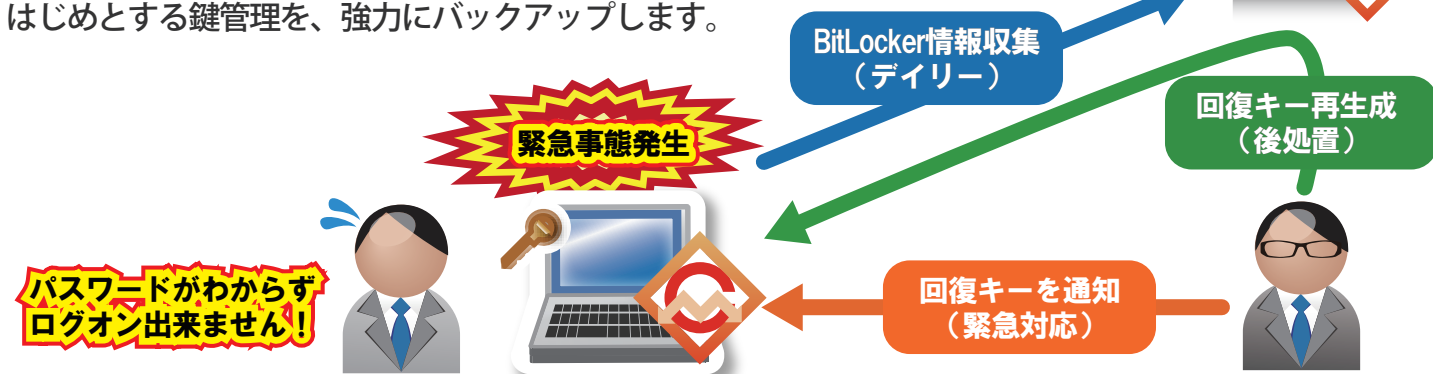 はじめとする鍵管理を、強力にバックアップします。
BitLocker情報収集
（デイリー）
回復キー再生成
（後処置）
緊急事態発生
パスワードがわからず
ログオン出来ません！
回復キーを通知
（緊急対応）